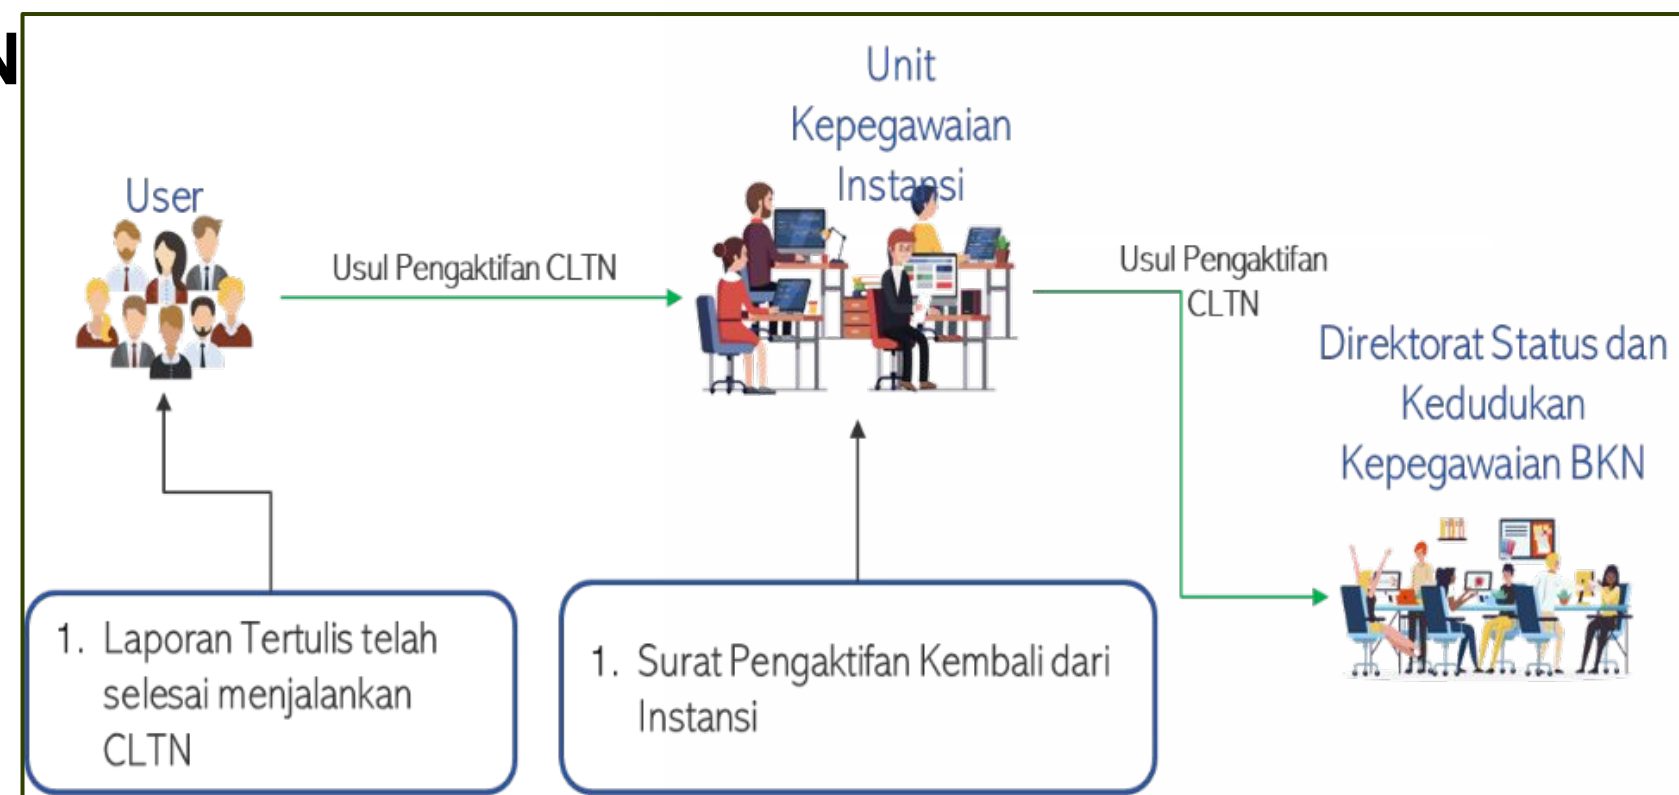 N
Unit
Kepegawaian
Instansi
User
Usul Pengaktifan CLTN
Usul Pengaktifan
CLTN
Direktorat Status dan
Kedudukan
Kepegawaian BKN
1. Laporan Tertulis telah
selesai menjalankan
CLTN
1. Surat Pengaktifan Kembali dari
Instansi